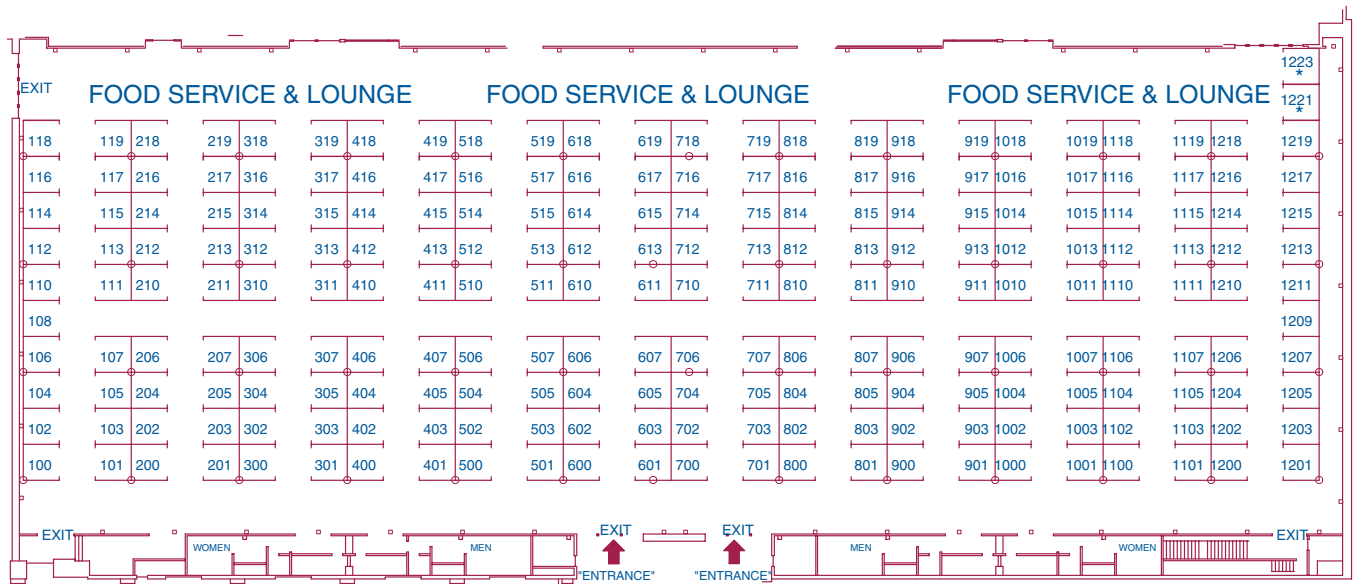 1223
*
EXIT
FOOD SERVICE & LOUNGE FOOD SERVICE & LOUNGE FOOD SERVICE & LOUNGE
1221
*
118 119 218 219 318 319 418 419 518 519 618 619 718 719 818 819 918 919 1018 1019 1118 1119 1218 1219
116 117 216 217 316 317 416 417 516 517 616 617 716 717 816 817 916 917 1016 1017 1116 1117 1216 1217
114 115 214 215 314 315 414 415 514 515 614 615 714 715 814 815 914 915 1014 1015 1114 1115 1214 1215
112 113 212 213 312 313 412 413 512 513 612 613 712 713 812 813 912 913 1012 1013 1112 1113 1212 1213
110 111 210 211 310 311 410 411 510 511 610 611 710 711 810 811 910 911 1010 1011 1110 1111 1210 1211
108 1209
106 107 206 207 306 307 406 407 506 507 606 607 706 707 806 807 906 907 1006 1007 1106 1107 1206 1207
104 105 204 205 304 305 404 405 504 505 604 605 704 705 804 805 904 905 1004 1005 1104 1105 1204 1205
102 103 202 203 302 303 402 403 502 503 602 603 702 703 802 803 902 903 1002 1003 1102 1103 1202 1203
100 101 200 201 300 301 400 401 500 501 600 601 700 701 800 801 900 901 1000 1001 1100 1101 1200 1201
EXIT EXIT EXIT EXIT
WOMEN MEN MEN WOMEN
"ENTRANCE" "ENTRANCE"